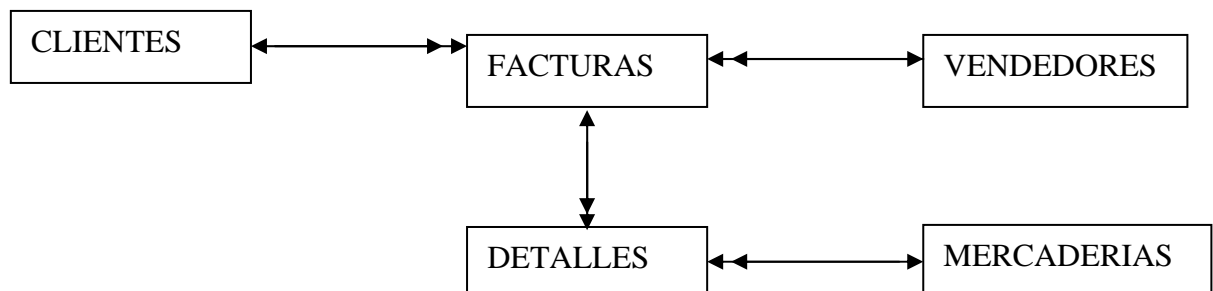 CLIENTES
FACTURAS
VENDEDORES
DETALLES
MERCADERIAS